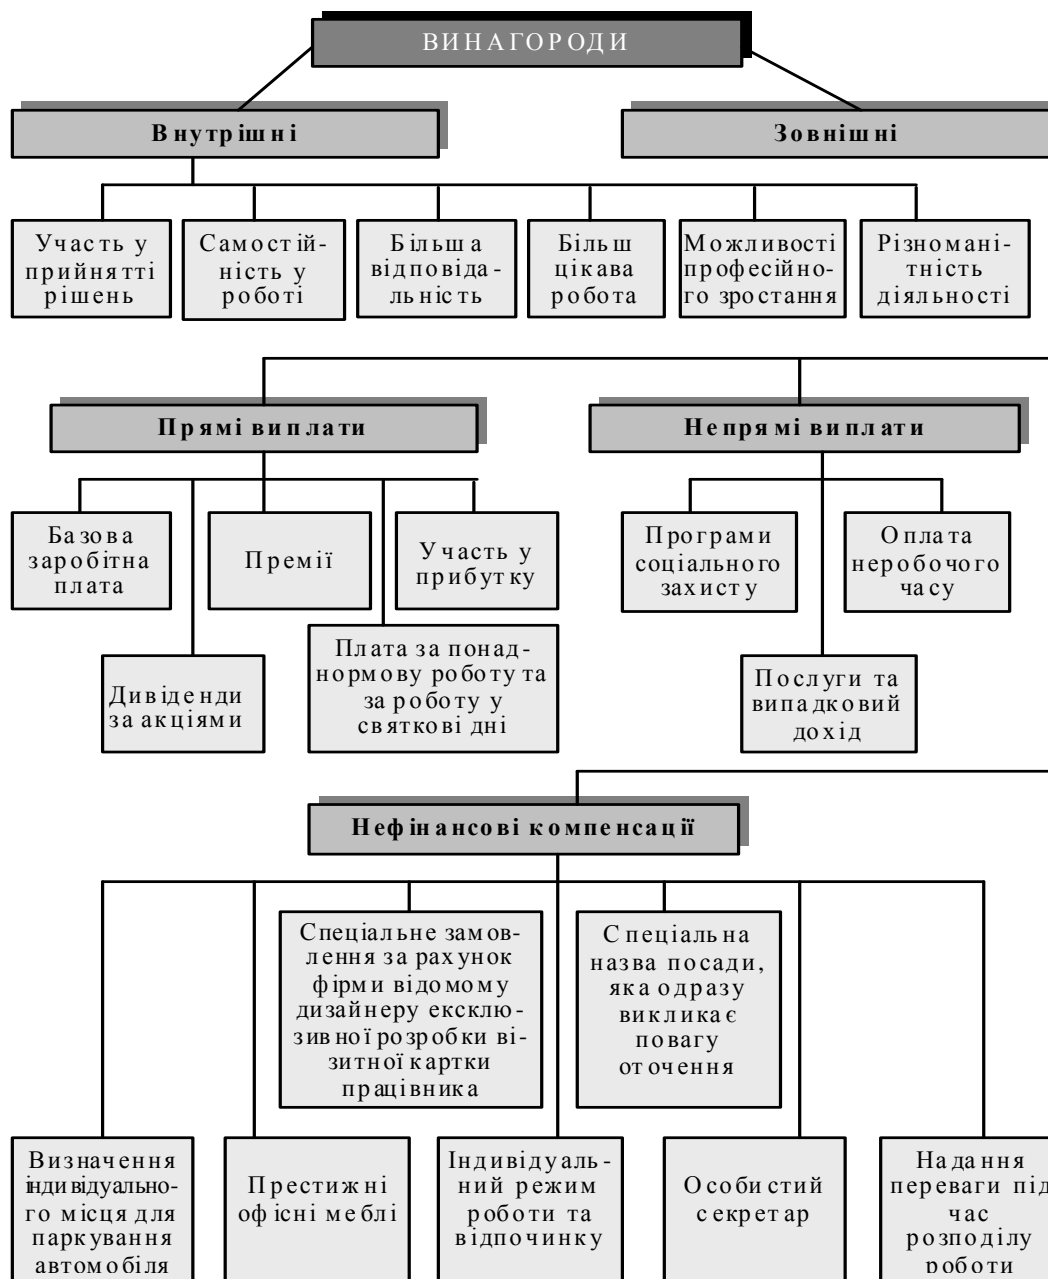 ВИНАГОРОДИ
Внутрішні
Зовнішні
Участь у
прийнятті
рішень
Самостій-
ність у
роботі
Більша
відповіда-
льність
Більш
цікава
робота
Можливості
професійно-
го зростання
Різномані-
тність
діяльності
Прямі виплати
Непрямі виплати
Базова
заробітна
плата
Премії
Участь у
прибутку
Програми
соціального
захисту
Оплата
неробочого
часу
Дивіденди
за акціями
Плата за понад-
нормову роботу та
за роботу у
святкові дні
Послуги та
випадковий
дохід
Нефінансові компенсації
Спеціальне замов-
лення за рахунок
фірми відомому
дизайнеру ексклю-
зивної розробки ві-
зитної картки
працівника
Спеціальна
назва посади,
яка одразу
викликає
повагу
оточення
Визначення
індивідуально-
го місця для
паркування
автомобіля
Престижні
офісні меблі
Індивідуаль-
ний режим
роботи та
відпочинку
Особистий
секретар
Надання
переваги під
час
розподілу
роботи